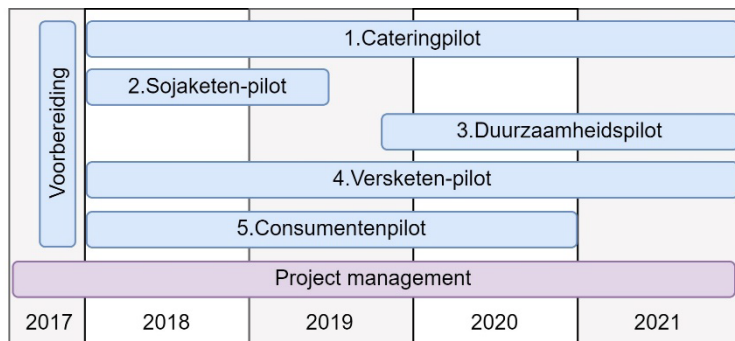 Voorbereiding
1.Cateringpilot
2.Sojaketen-pilot
3.Duurzaamheidspilot
4.Versketen-pilot
5.Consumentenpilot
Project management
2017 2018 2019 2020 2021